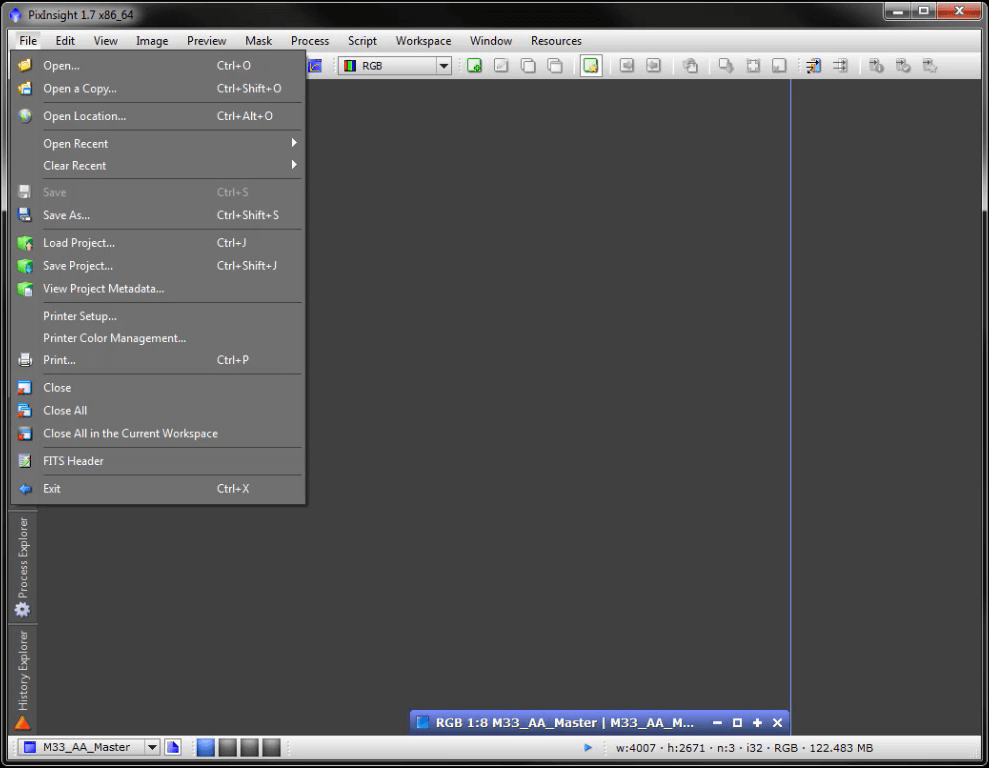 PixInsight 1.7 x86_64
File Edit View Image Preview Mask Process Script Workspace Window Resources
RGB
Open... Ctrl+O
Open a Copy... Ctrl+Shift+O
Open Location... Ctrl+Alt+O
Open Recent
Clear Recent
Save Ctrl+S
Save As... Ctrl+Shift+S
Load Project... Ctrl+J
Save Project... Ctrl+Shift+J
View Project Metadata...
Printer Setup...
Printer Color Management...
Print... Ctrl+P
Close
Close All
Close All in the Current Workspace
FITS Header
Exit Ctrl+X
Process Explorer
History Explorer
RGB 1:8 M33_AA_Master | M33_AA_M...
M33_AA_Master
w:4007 · h:2671 · n:3 · i32 · RGB · 122.483 MB